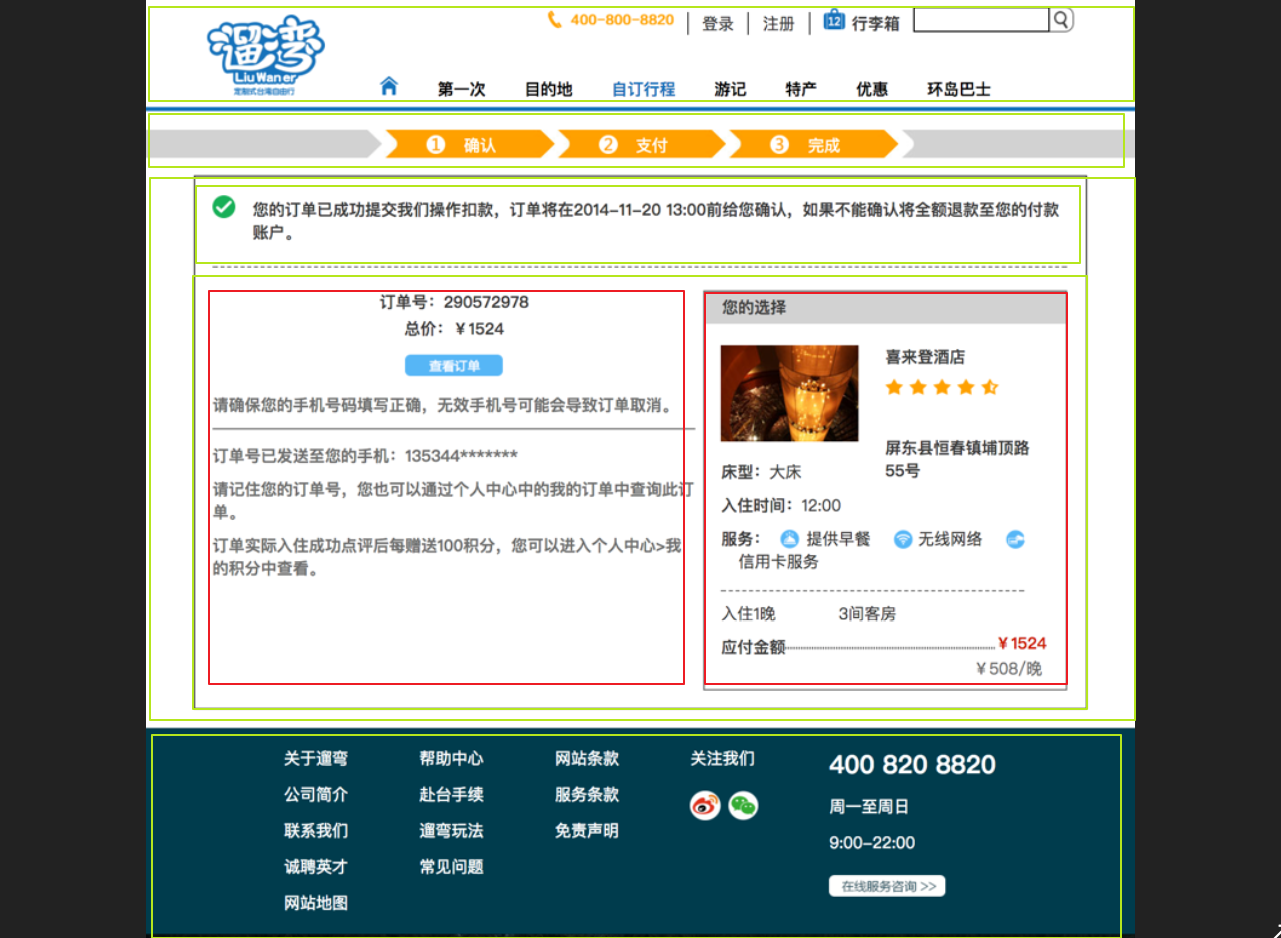 遛弯
Liu Wan er
定制式台湾自由行
400-800-8820
登录
注册
12
行李箱
第一次
目的地
自订行程
游记
特产
优惠
环岛巴士
1 确认
2 支付
3 完成
您的订单已成功提交我们操作扣款，订单将在2014-11-20 13:00前给您确认，如果不能确认将全额退款至您的付款
账户。
订单号：290572978
总价：￥1524
查看订单
请确保您的手机号码填写正确，无效手机号可能会导致订单取消。
订单号已发送至您的手机：135344*******
请记住您的订单号，您也可以通过个人中心中的我的订单中查询此订
单。
订单实际入住成功点评后每赠送100积分，您可以进入个人中心>我
的积分中查看。
您的选择
喜来登酒店
屏东县恒春镇埔顶路
55号
床型：大床
入住时间：12:00
服务： 提供早餐 无线网络
信用卡服务
入住1晚 3间客房
应付金额 ￥1524
￥508/晚
关于遛弯
公司简介
联系我们
诚聘英才
网站地图
帮助中心
赴台手续
遛弯玩法
常见问题
网站条款
服务条款
免责声明
关注我们
400 820 8820
周一至周日
9:00-22:00
在线服务咨询 >>